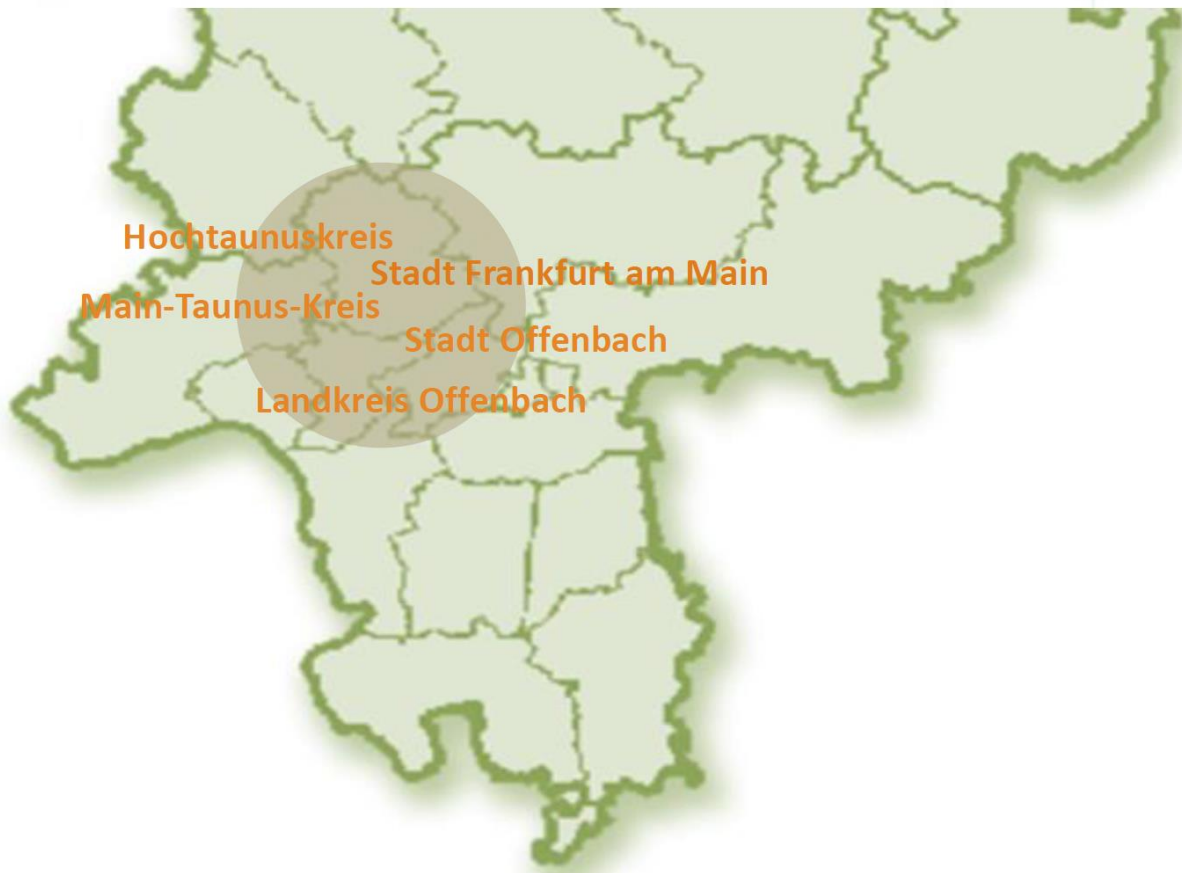 Hochtaunuskreis
Stadt Frankfurt am Main
Main-Taunus-Kreis
Stadt Offenbach
Landkreis Offenbach